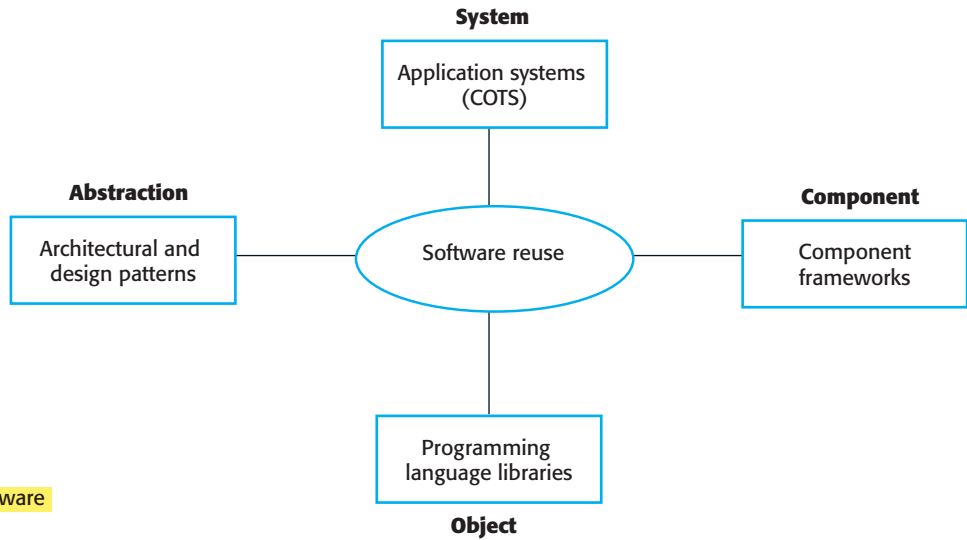 System
Application systems
(COTS)
Abstraction
Architectural and
design patterns
Software reuse
Component
Component
frameworks
Programming
language libraries
ware
Object